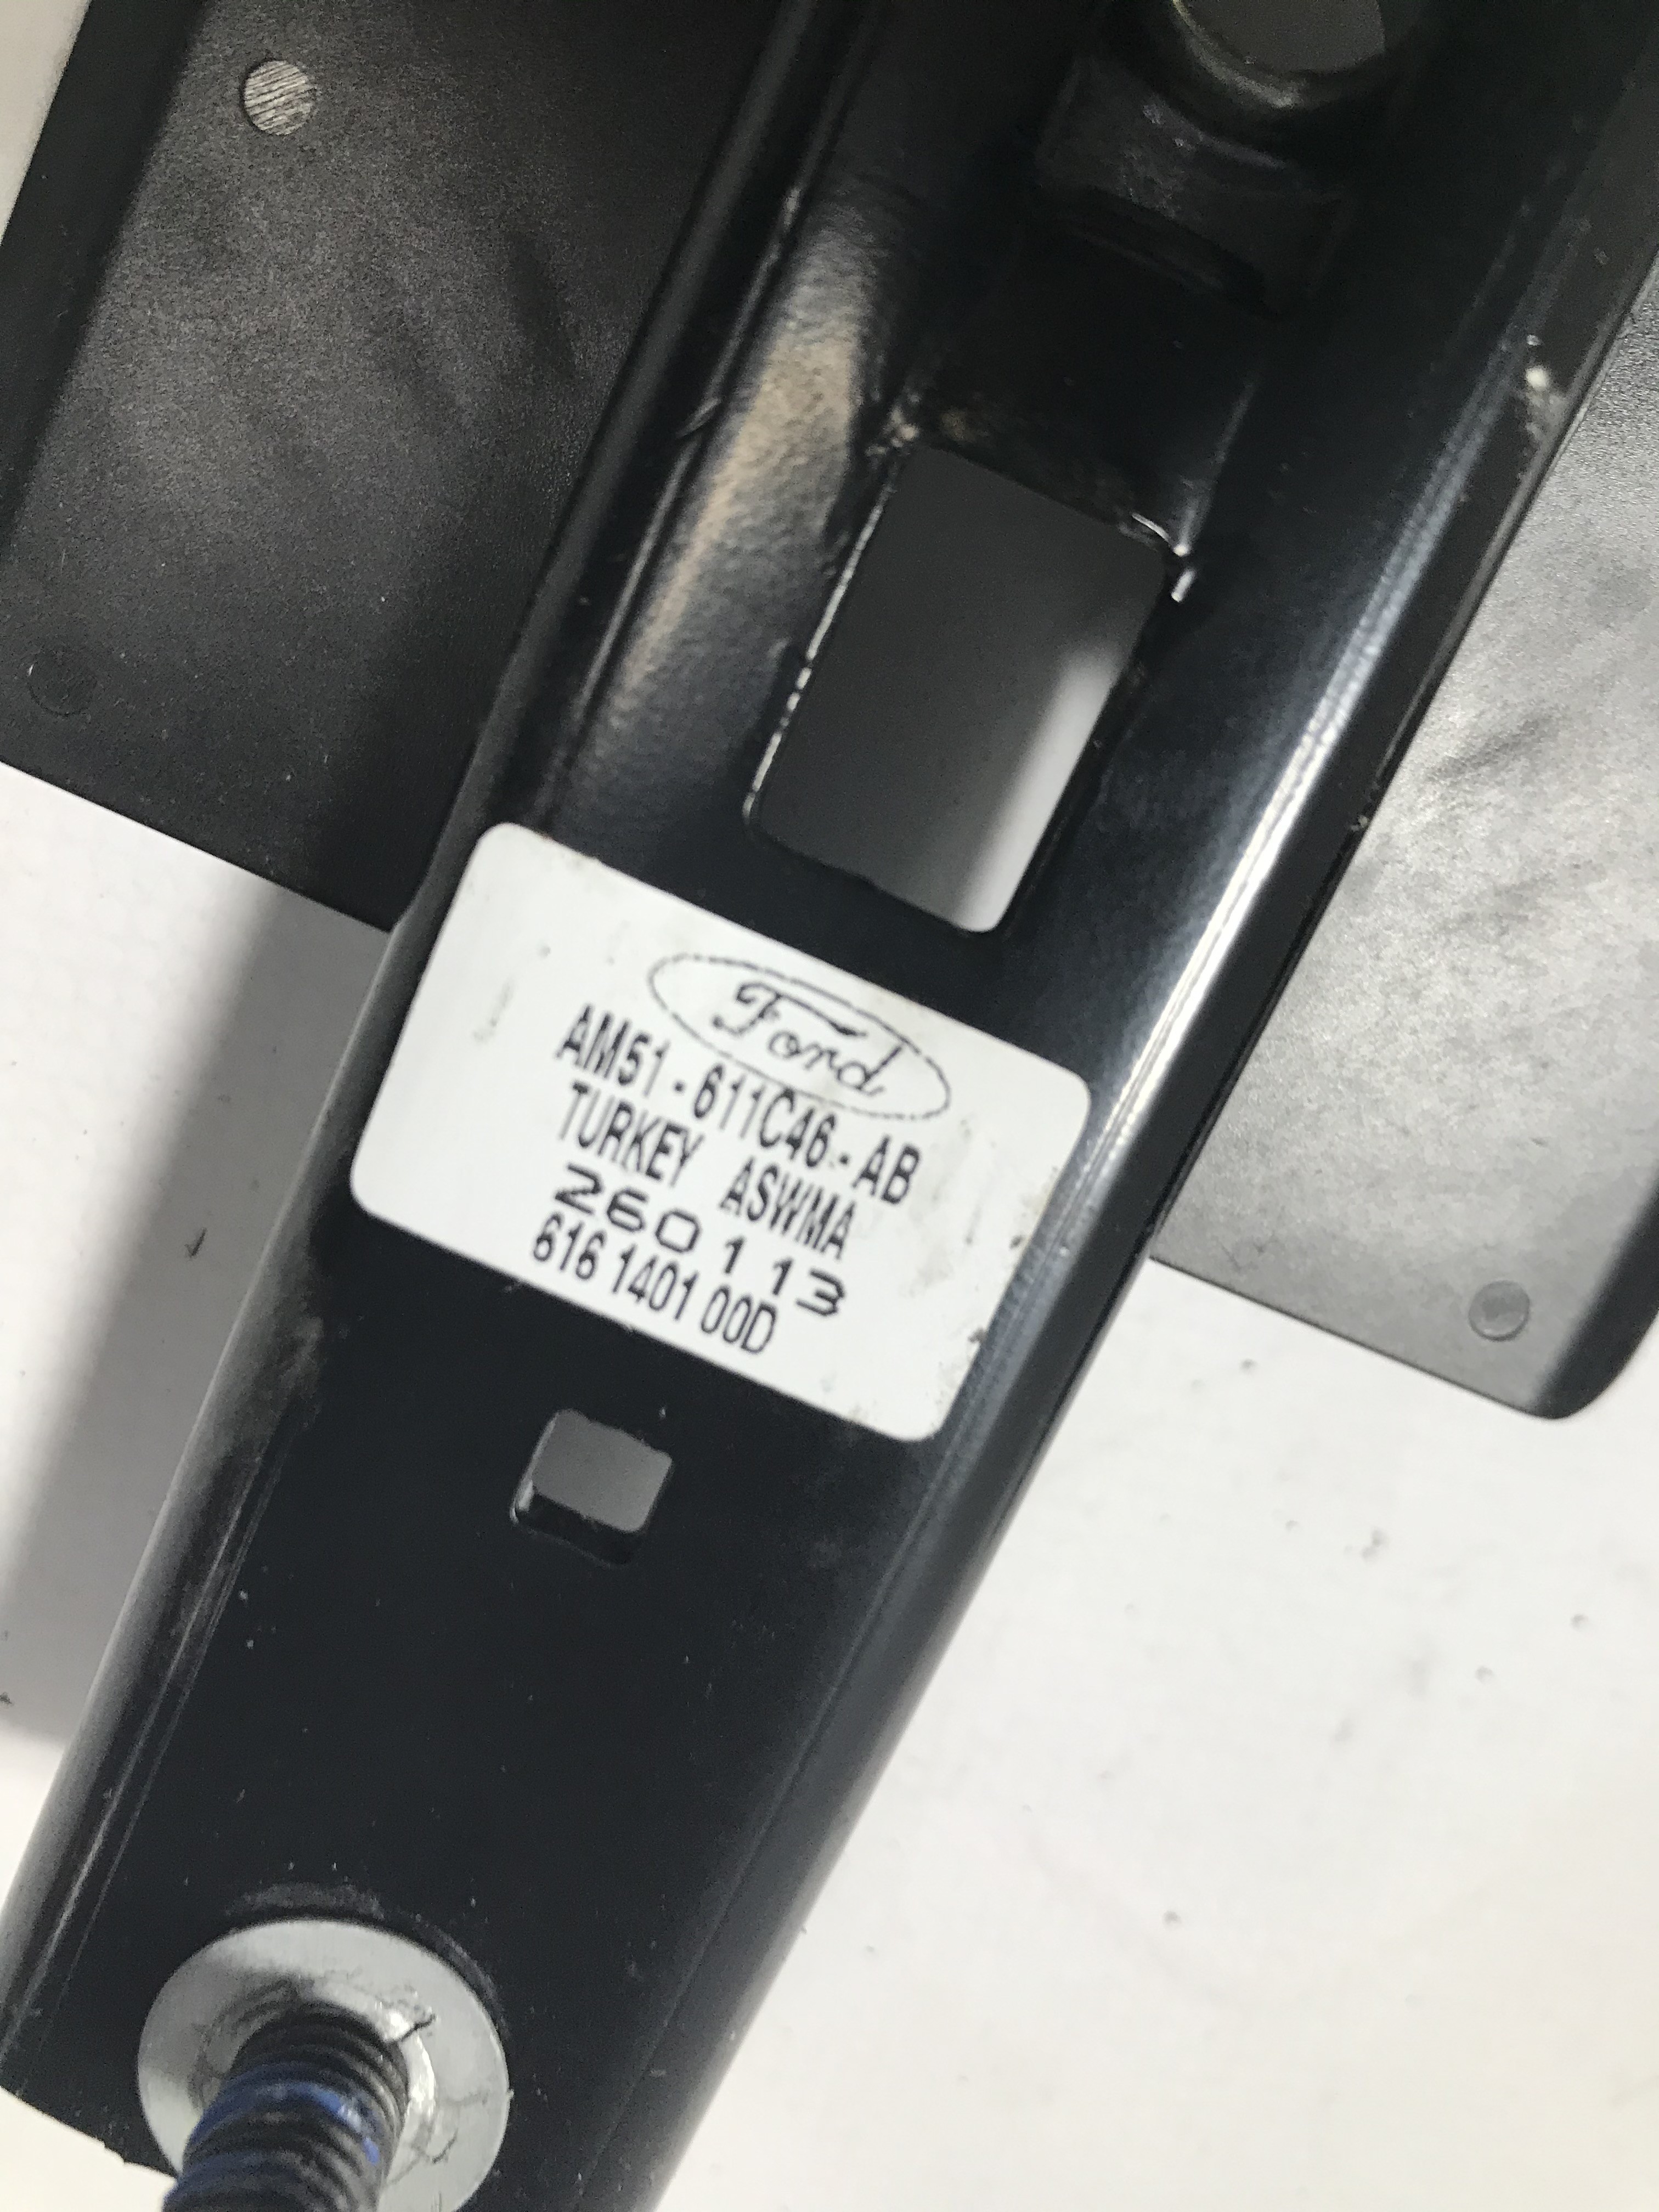 Ford
AM51 - 611C46 - AB
TURKEY ASWMA
260113
616 1401 00D